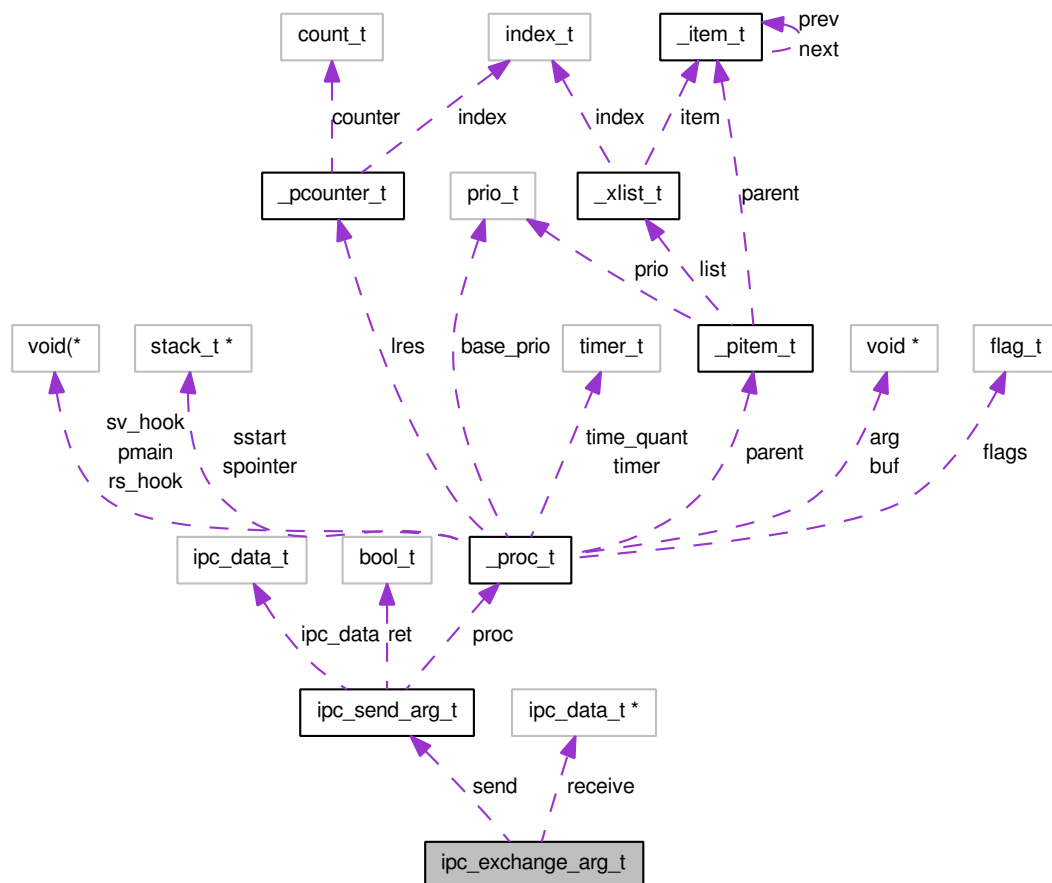 count_t
index_t
_item_t
prev
next
counter
index
index
item
_pcounter_t
prio_t
_xlist_t
parent
prio
list
void(*
stack_t *
lres
base_prio
timer_t
_pitem_t
void *
flag_t
sv_hook
pmain
rs_hook
sstart
spointer
time_quant
timer
parent
arg
buf
flags
ipc_data_t
bool_t
_proc_t
ipc_data
ret
proc
ipc_send_arg_t
ipc_data_t *
send
receive
ipc_exchange_arg_t